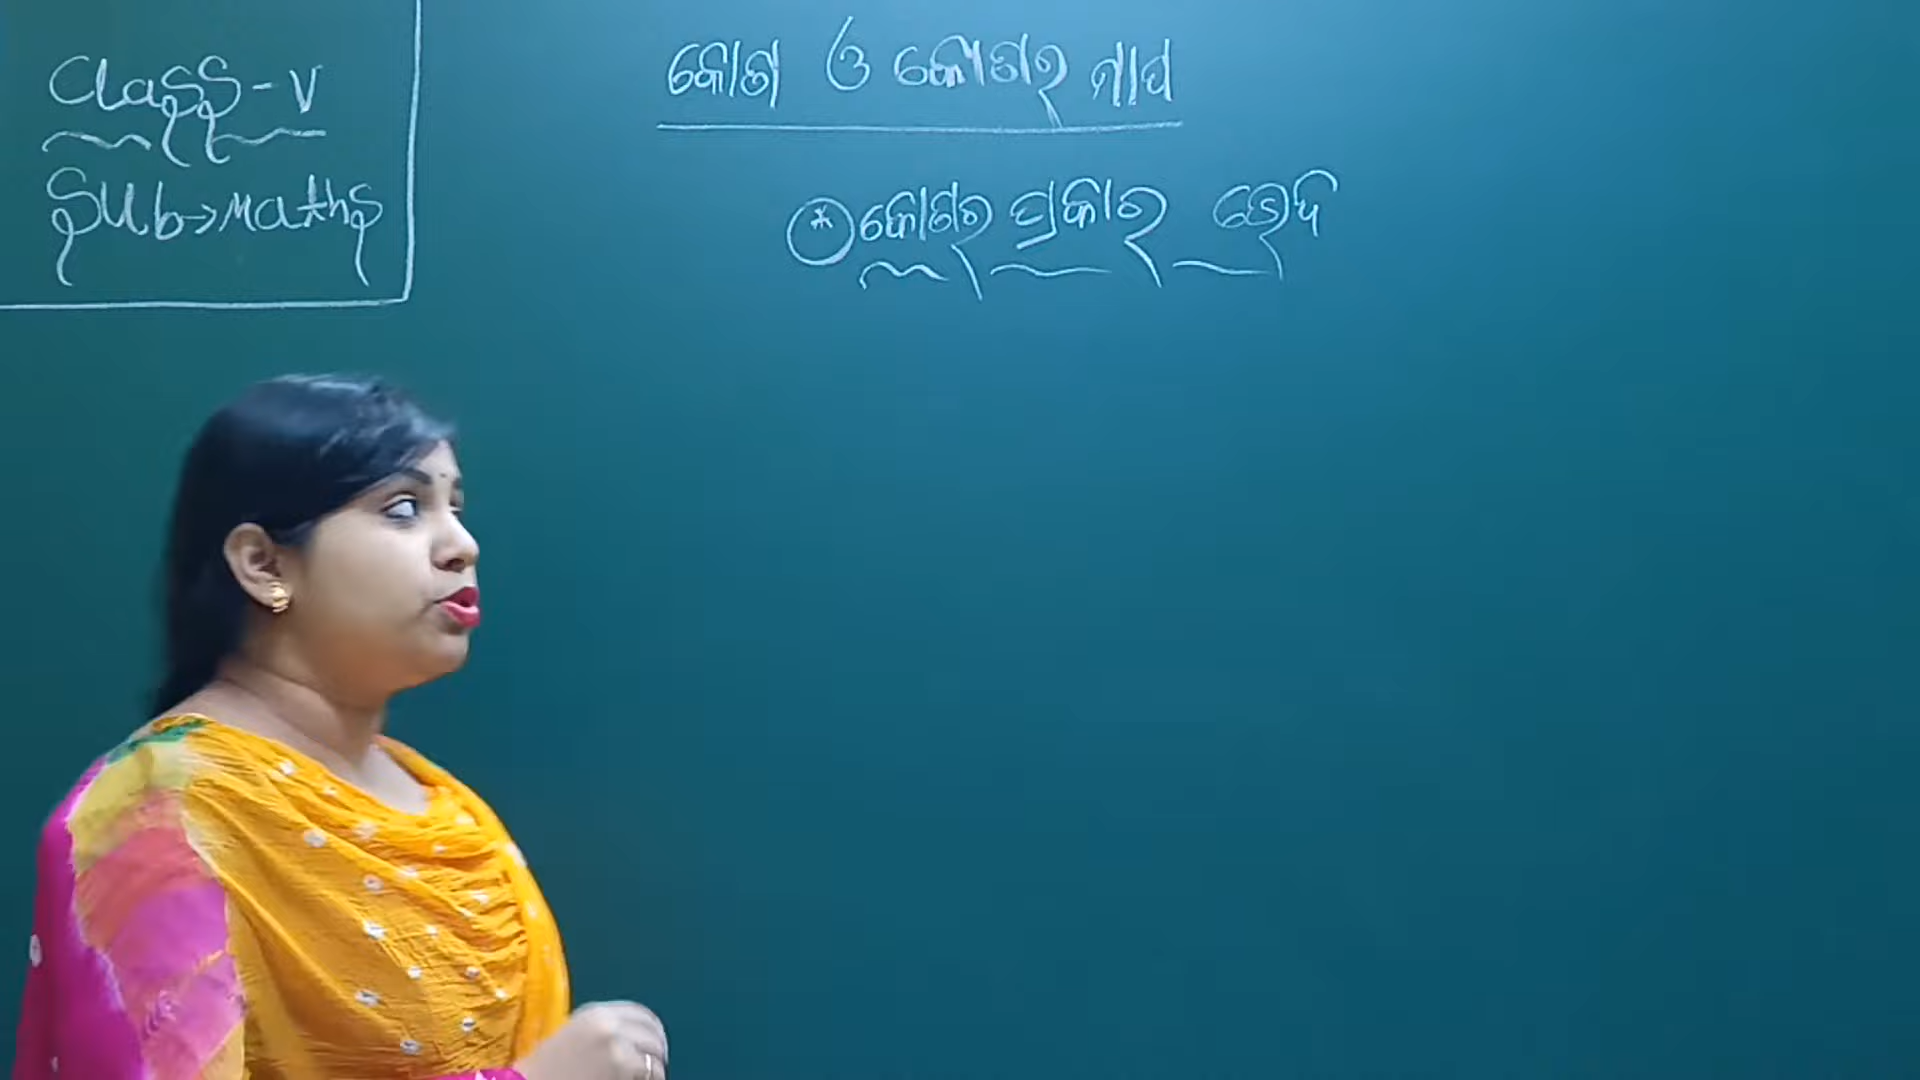 Class - V
Sub → Maths
କୋଣ ଓ କୋଣର ମାପ
* କୋଣର ପ୍ରକାର ଭେଦ